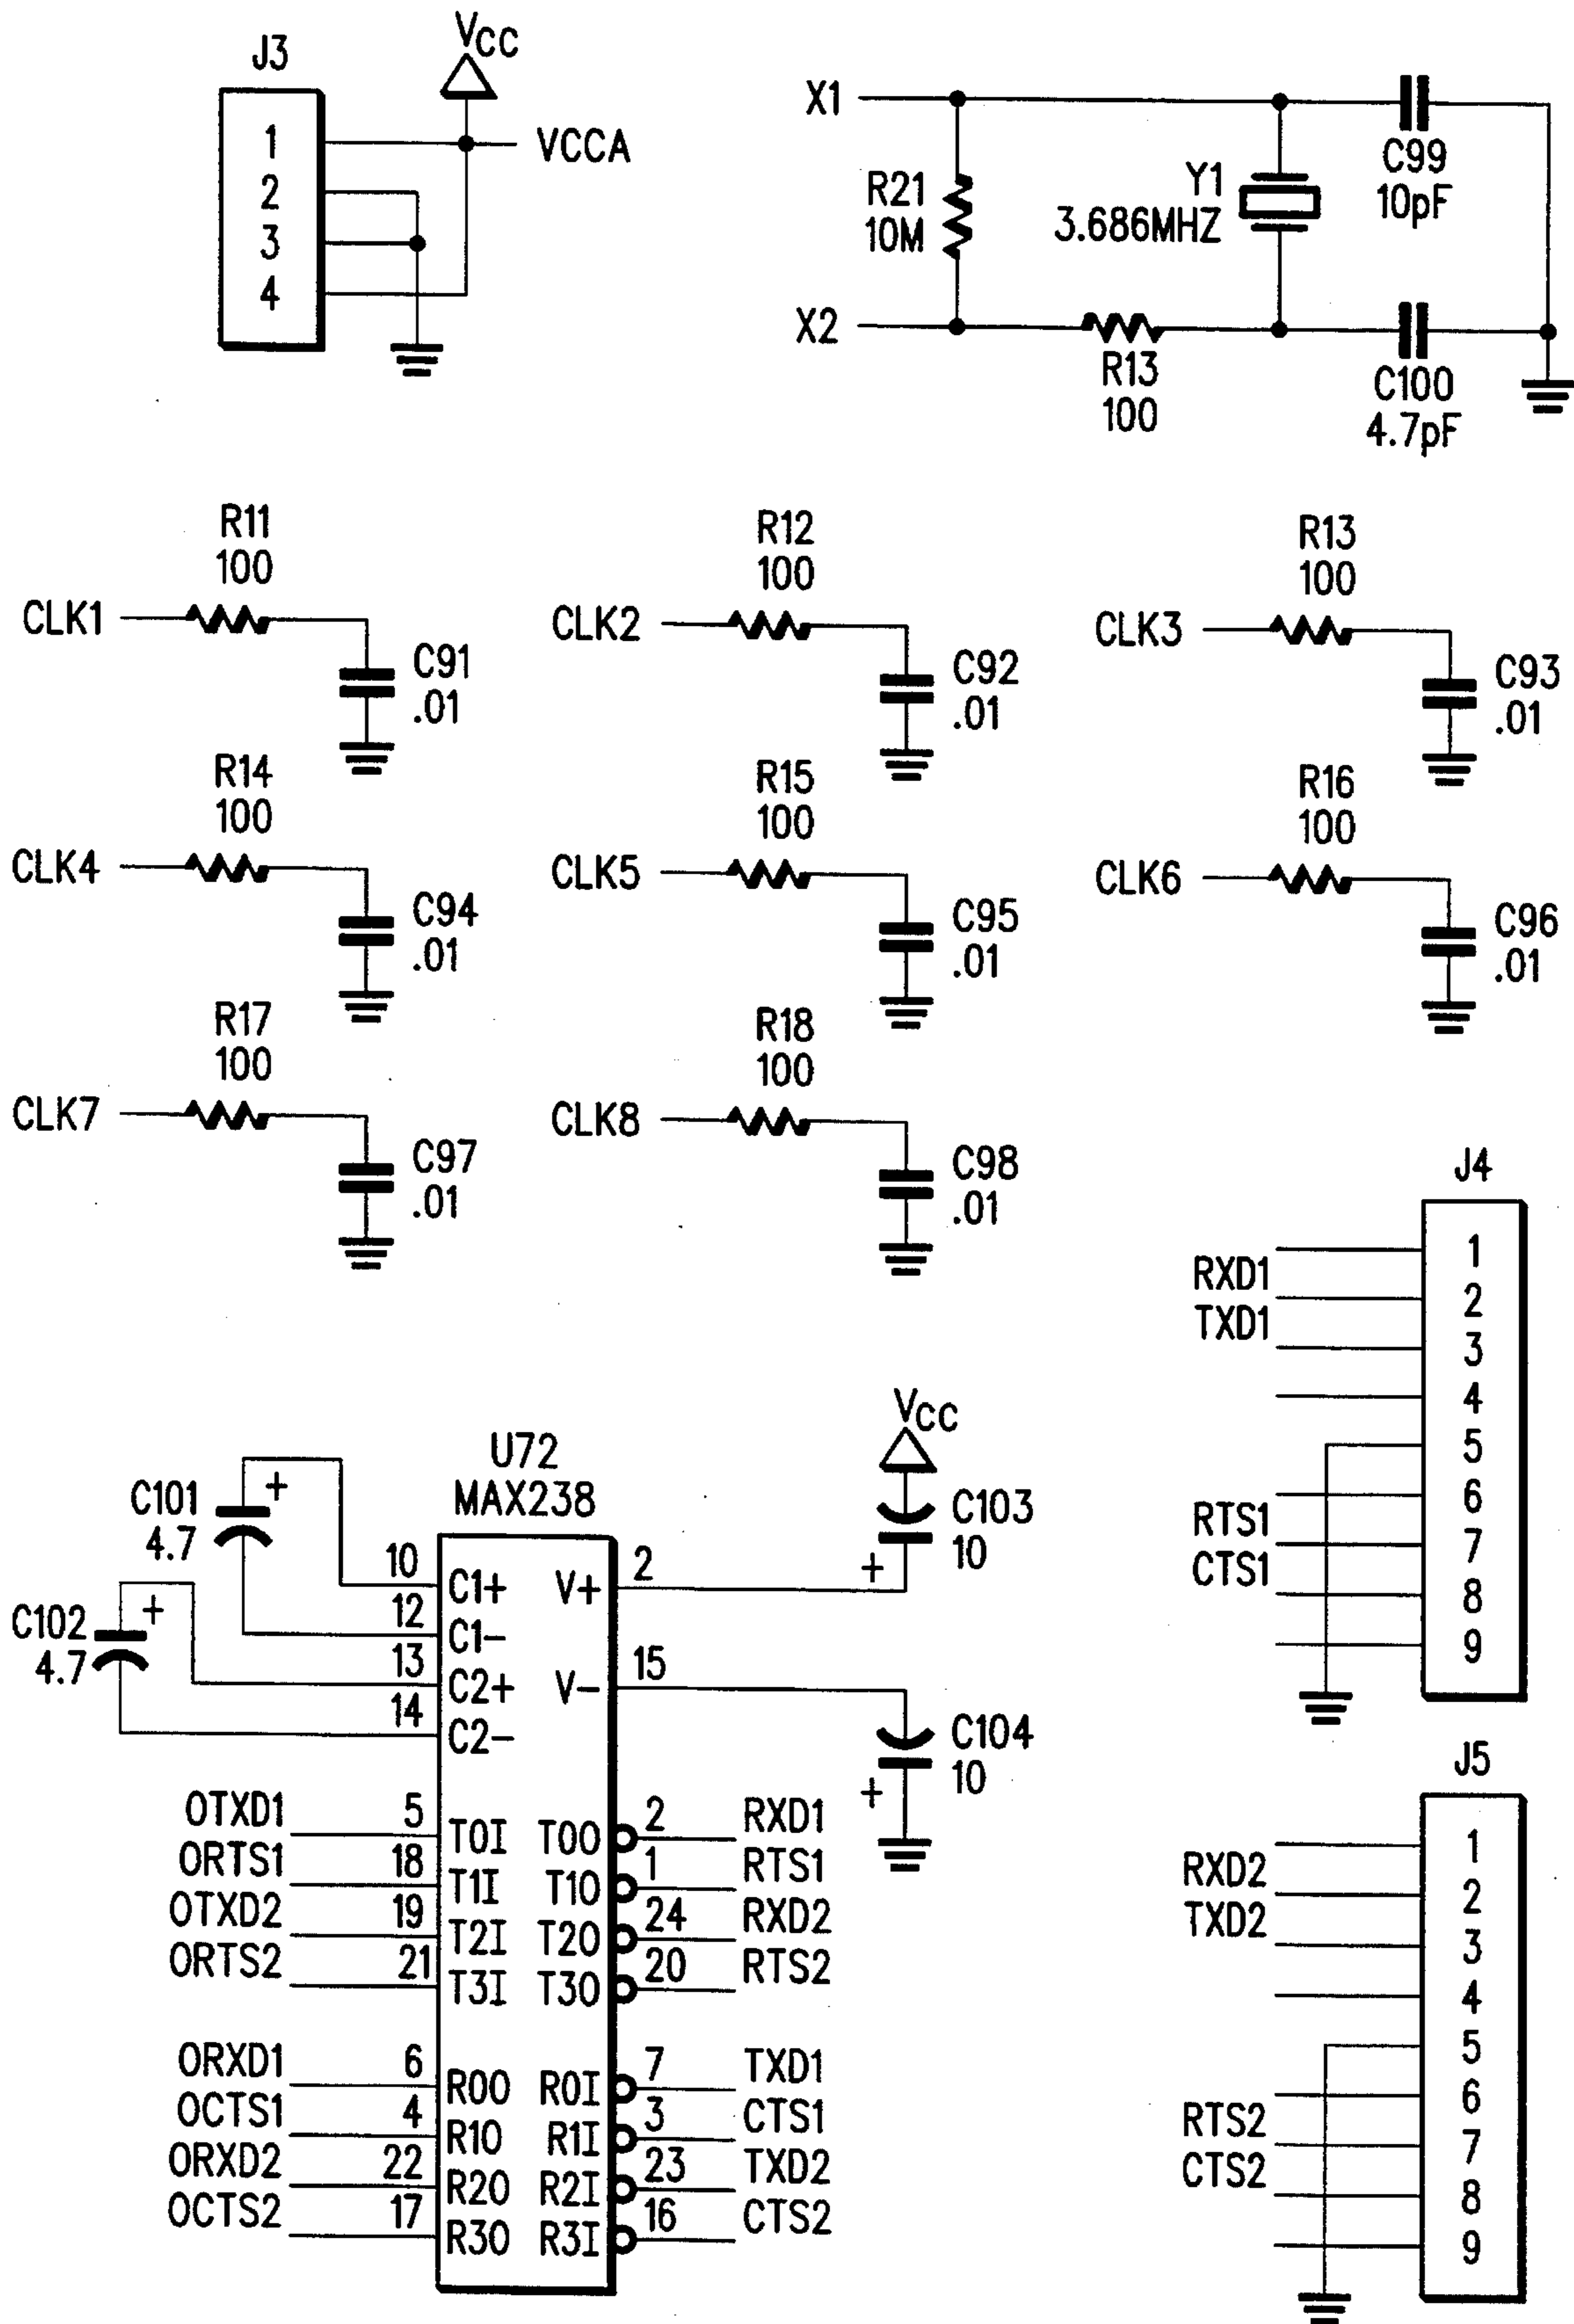 J3
VCC
1
2
3
4
VCCA
X1
X2
R21
10M
Y1
3.686MHZ
R13
100
C99
10pF
C100
4.7pF
R11
100
CLK1
C91
.01
R12
100
CLK2
C92
.01
R13
100
CLK3
C93
.01
R14
100
CLK4
C94
.01
R15
100
CLK5
C95
.01
R16
100
CLK6
C96
.01
R17
100
CLK7
C97
.01
R18
100
CLK8
C98
.01
J4
RXD1
TXD1
RTS1
CTS1
1
2
3
4
5
6
7
8
9
U72
MAX238
C101
+
4.7
C102
+
4.7
10 C1+
12 C1-
13 C2+
14 C2-
V+ 2
V- 15
VCC
C103
10
+
C104
10
+
OTXD1 5 T0I T0O 2 RXD1
ORTS1 18 T1I T1O 1 RTS1
OTXD2 19 T2I T2O 24 RXD2
ORTS2 21 T3I T3O 20 RTS2
ORXD1 6 R0O R0I 7 TXD1
OCTS1 4 R1O R1I 3 CTS1
ORXD2 22 R2O R2I 23 TXD2
OCTS2 17 R3O R3I 16 CTS2
J5
RXD2
TXD2
RTS2
CTS2
1
2
3
4
5
6
7
8
9